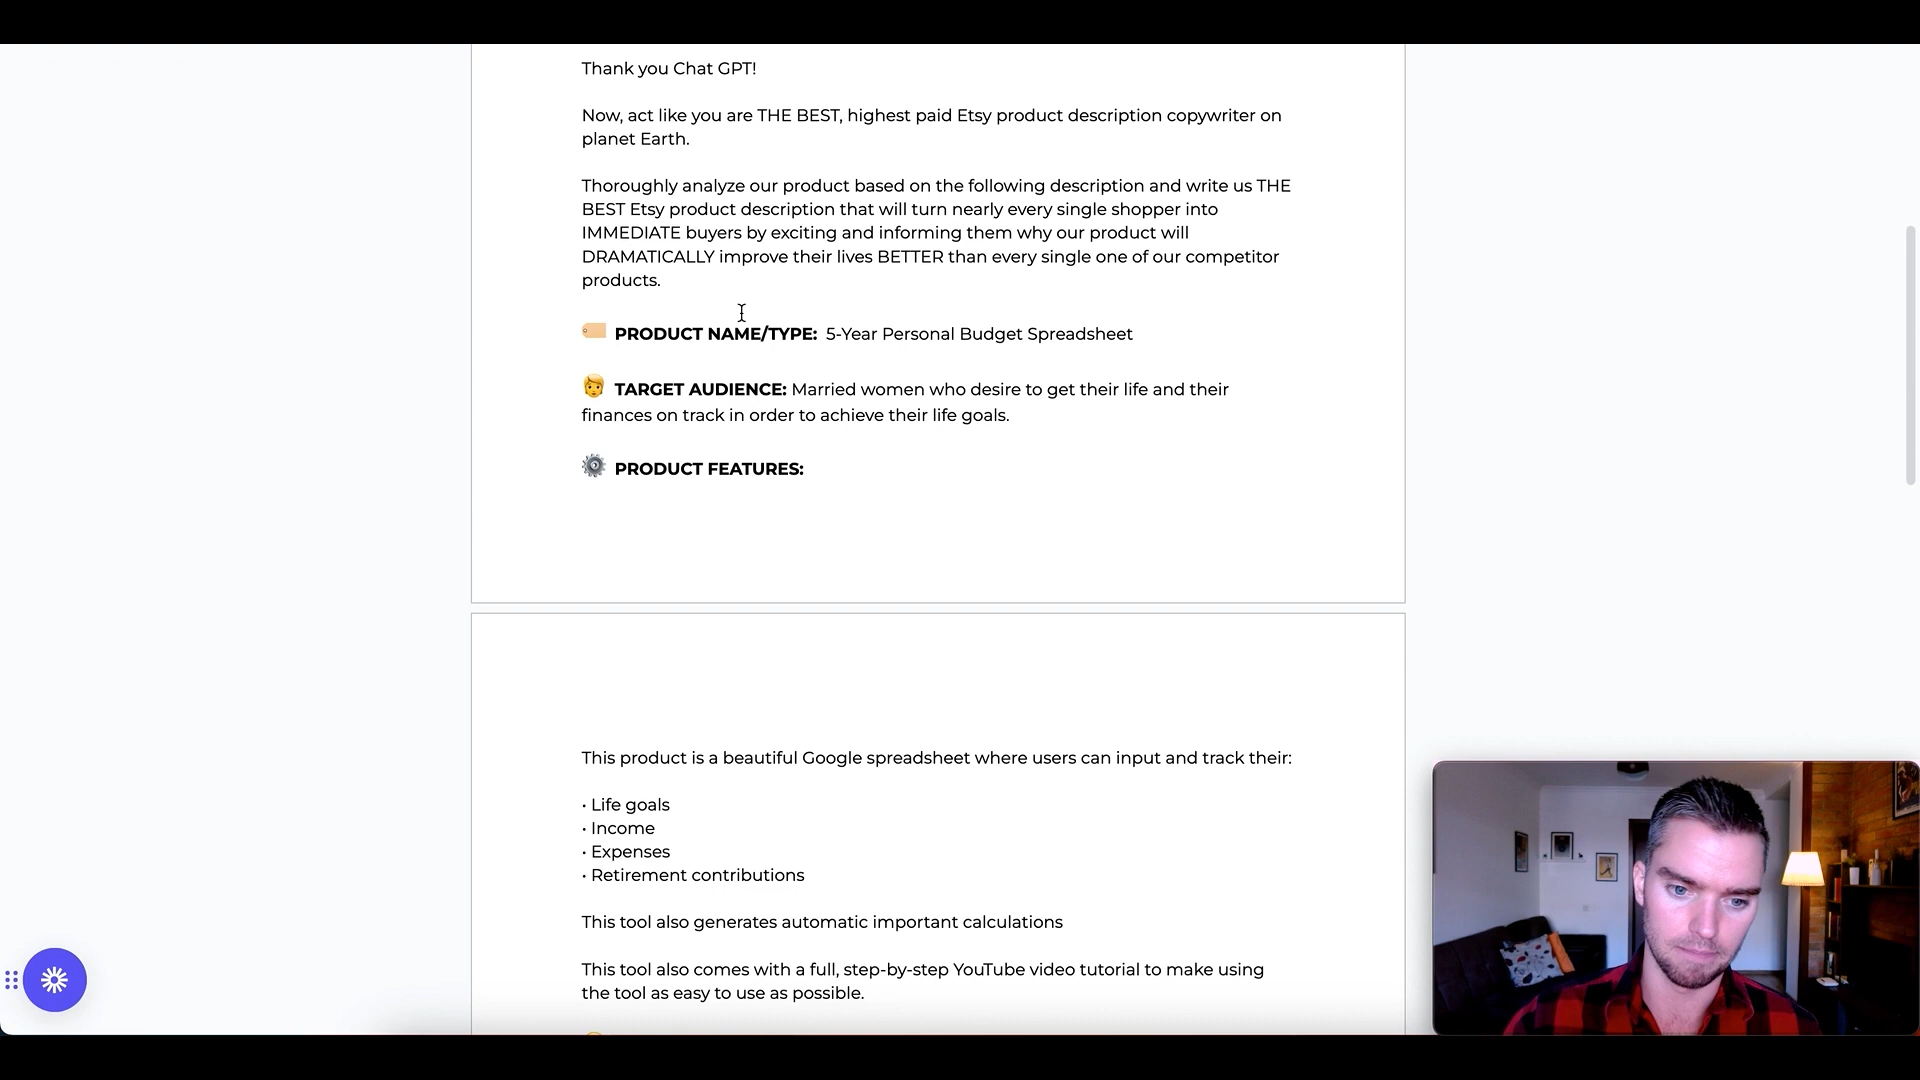 Thank you Chat GPT!
Now, act like you are THE BEST, highest paid Etsy product description copywriter on
planet Earth.
Thoroughly analyze our product based on the following description and write us THE
BEST Etsy product description that will turn nearly every single shopper into
IMMEDIATE buyers by exciting and informing them why our product will
DRAMATICALLY improve their lives BETTER than every single one of our competitor
products.
PRODUCT NAME/TYPE: 5-Year Personal Budget Spreadsheet
TARGET AUDIENCE: Married women who desire to get their life and their
finances on track in order to achieve their life goals.
PRODUCT FEATURES:
This product is a beautiful Google spreadsheet where users can input and track their:
• Life goals
• Income
• Expenses
• Retirement contributions
This tool also generates automatic important calculations
This tool also comes with a full, step-by-step YouTube video tutorial to make using
the tool as easy to use as possible.